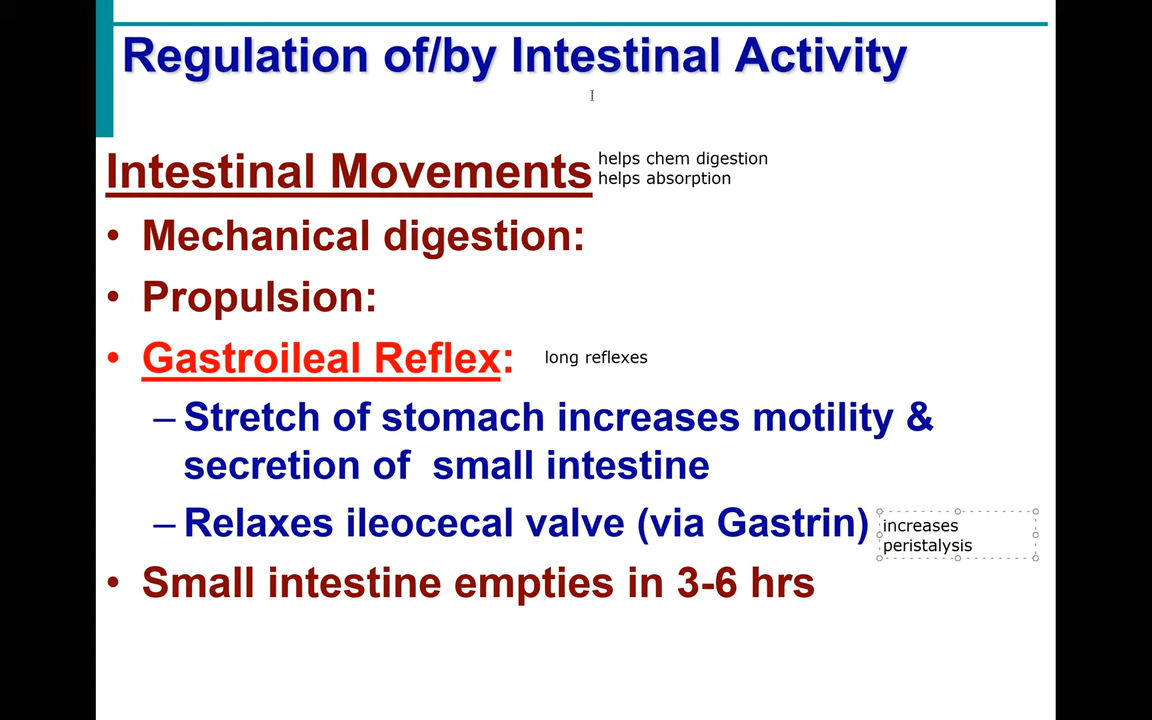 Regulation of/by Intestinal Activity
Intestinal Movements
helps chem digestion
helps absorption
• Mechanical digestion:
• Propulsion:
• Gastroileal Reflex:
long reflexes
– Stretch of stomach increases motility &
secretion of small intestine
– Relaxes ileocecal valve (via Gastrin)
increases
peristalysis
• Small intestine empties in 3-6 hrs